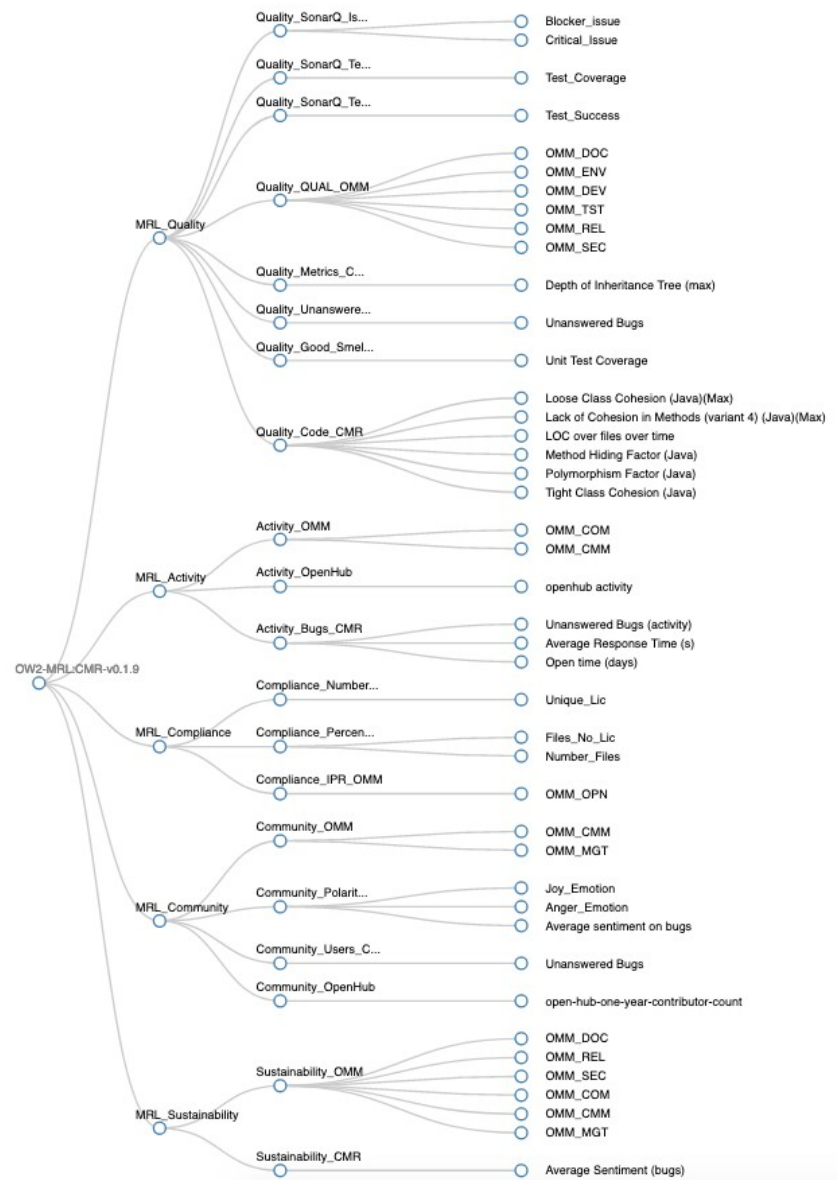 Quality_SonarQ_Is...
Blocker_issue
Critical_Issue
Quality_SonarQ_Te...
Test_Coverage
Quality_SonarQ_Te...
Test_Success
OMM_DOC
OMM_ENV
Quality_QUAL_OMM
OMM_DEV
OMM_TST
OMM_REL
MRL_Quality
OMM_SEC
Quality_Metrics_C...
Depth of Inheritance Tree (max)
Quality_Unanswere...
Unanswered Bugs
Quality_Good_Smel...
Unit Test Coverage
Loose Class Cohesion (Java)(Max)
Lack of Cohesion in Methods (variant 4) (Java)(Max)
Quality_Code_CMR
LOC over files over time
Method Hiding Factor (Java)
Polymorphism Factor (Java)
Tight Class Cohesion (Java)
Activity_OMM
OMM_COM
OMM_CMM
MRL_Activity
Activity_OpenHub
openhub activity
Activity_Bugs_CMR
Unanswered Bugs (activity)
Average Response Time (s)
Open time (days)
OW2-MRL:CMR-v0.1.9
Compliance_Number...
Unique_Lic
MRL_Compliance
Compliance_Percen...
Files_No_Lic
Number_Files
Compliance_IPR_OMM
OMM_OPN
Community_OMM
OMM_CMM
OMM_MGT
Community_Polarit...
Joy_Emotion
MRL_Community
Anger_Emotion
Average sentiment on bugs
Community_Users_C...
Unanswered Bugs
Community_OpenHub
open-hub-one-year-contributor-count
OMM_DOC
OMM_REL
Sustainability_OMM
OMM_SEC
OMM_COM
MRL_Sustainability
OMM_CMM
OMM_MGT
Sustainability_CMR
Average Sentiment (bugs)